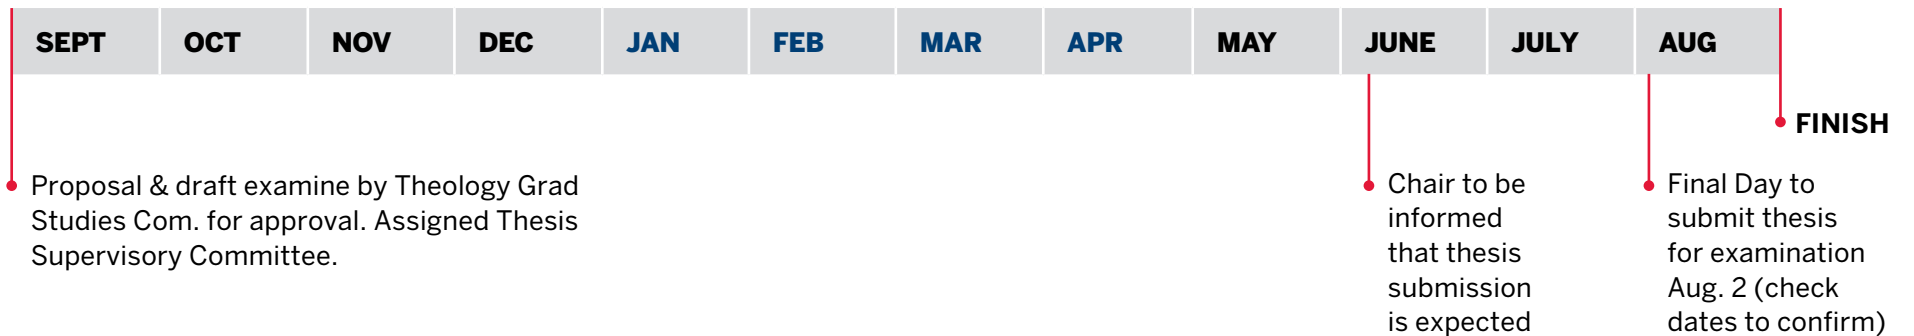 SEPT OCT NOV DEC JAN FEB MAR APR MAY JUNE JULY AUG
FINISH
Proposal & draft examine by Theology Grad
Studies Com. for approval. Assigned Thesis
Supervisory Committee.
Chair to be
informed
that thesis
submission
is expected
Final Day to
submit thesis
for examination
Aug. 2 (check
dates to confirm)